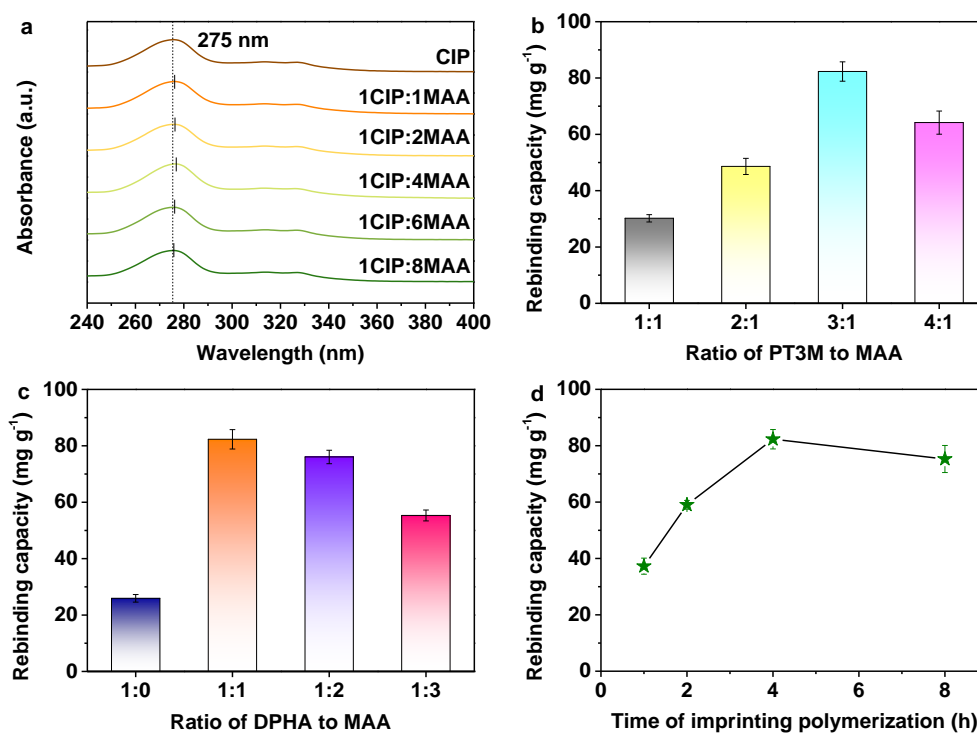 a
275 nm
CIP
1CIP:1MAA
1CIP:2MAA
1CIP:4MAA
1CIP:6MAA
1CIP:8MAA
Absorbance (a.u.)
240 260 280 300 320 340 360 380 400
Wavelength (nm)
b
100
80
60
40
20
0
Rebinding capacity (mg g⁻¹)
1:1 2:1 3:1 4:1
Ratio of PT3M to MAA
c
100
80
60
40
20
0
Rebinding capacity (mg g⁻¹)
1:0 1:1 1:2 1:3
Ratio of DPHA to MAA
d
100
80
60
40
20
0
Rebinding capacity (mg g⁻¹)
0 2 4 6 8
Time of imprinting polymerization (h)